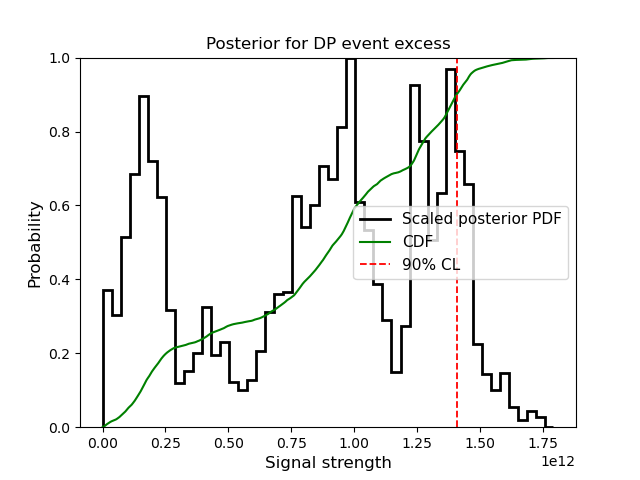 Posterior for DP event excess
Probability
1.0
0.8
0.6
0.4
0.2
0.0
Scaled posterior PDF
CDF
90% CL
0.00 0.25 0.50 0.75 1.00 1.25 1.50 1.75
1e12
Signal strength